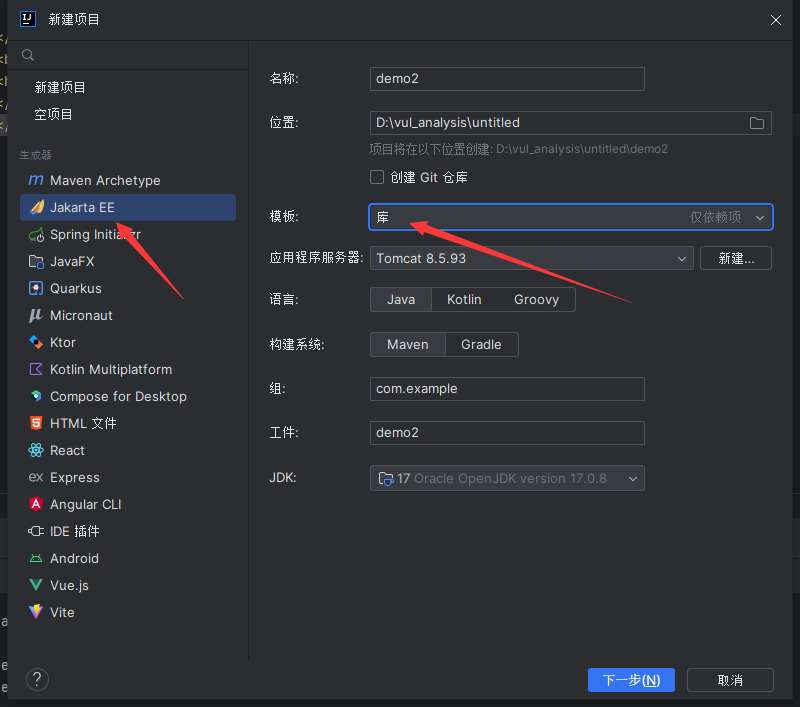 新建项目
新建项目
空项目
生成器
Maven Archetype
Jakarta EE
Spring Initializr
JavaFX
Quarkus
Micronaut
Ktor
Kotlin Multiplatform
Compose for Desktop
HTML 文件
React
Express
Angular CLI
IDE 插件
Android
Vue.js
Vite
名称: demo2
位置: D:\vul_analysis\untitled
项目将在以下位置创建: D:\vul_analysis\untitled\demo2
创建 Git 仓库
模板: 库 仅依赖项
应用程序服务器: Tomcat 8.5.93 新建...
语言: Java Kotlin Groovy
构建系统: Maven Gradle
组: com.example
工件: demo2
JDK: 17 Oracle OpenJDK version 17.0.8
? 下一步(N) 取消